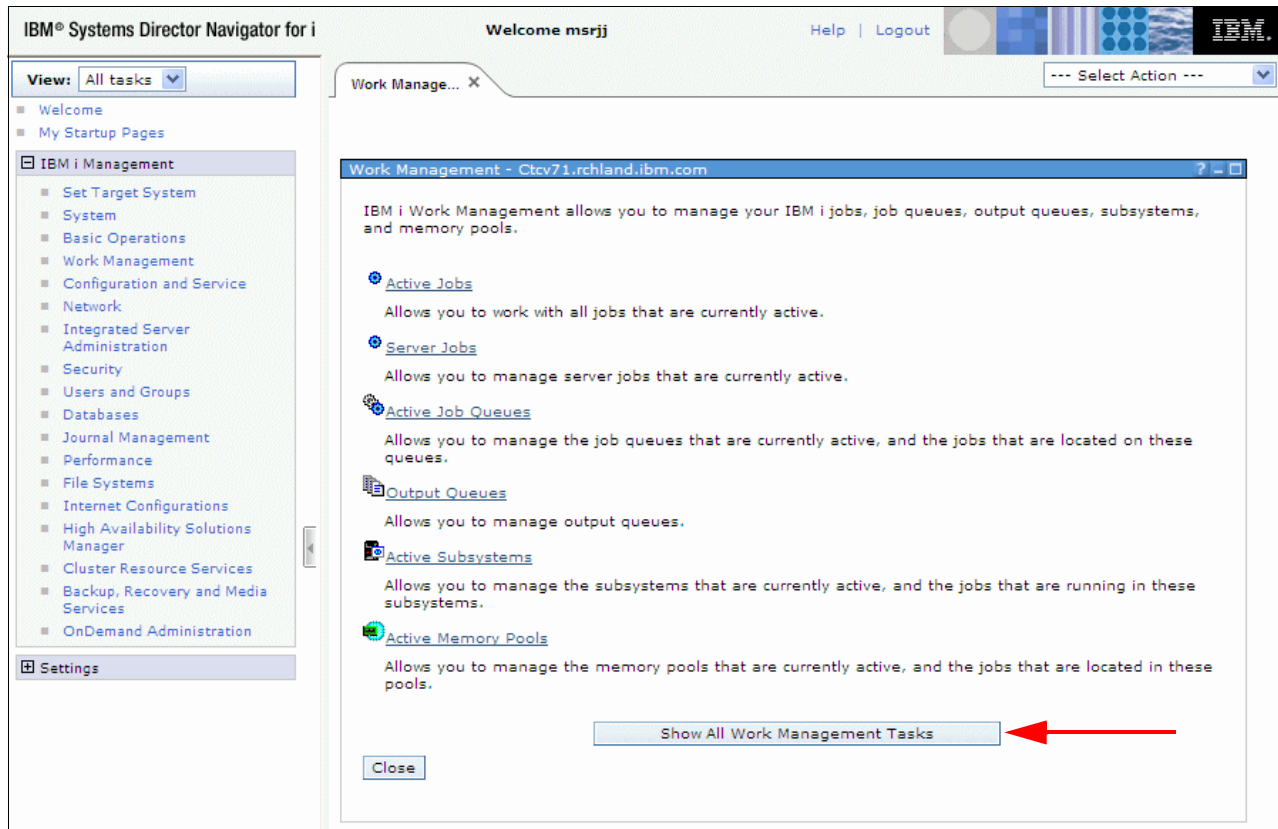 IBM® Systems Director Navigator for i
Welcome msrjj
Help | Logout
IBM.
View: All tasks
Welcome
My Startup Pages
IBM i Management
Set Target System
System
Basic Operations
Work Management
Configuration and Service
Network
Integrated Server
Administration
Security
Users and Groups
Databases
Journal Management
Performance
File Systems
Internet Configurations
High Availability Solutions
Manager
Cluster Resource Services
Backup, Recovery and Media
Services
OnDemand Administration
Settings
Work Manage...
--- Select Action ---
Work Management - Ctcv71.rchland.ibm.com
IBM i Work Management allows you to manage your IBM i jobs, job queues, output queues, subsystems,
and memory pools.
Active Jobs
Allows you to work with all jobs that are currently active.
Server Jobs
Allows you to manage server jobs that are currently active.
Active Job Queues
Allows you to manage the job queues that are currently active, and the jobs that are located on these
queues.
Output Queues
Allows you to manage output queues.
Active Subsystems
Allows you to manage the subsystems that are currently active, and the jobs that are running in these
subsystems.
Active Memory Pools
Allows you to manage the memory pools that are currently active, and the jobs that are located in these
pools.
Show All Work Management Tasks
Close